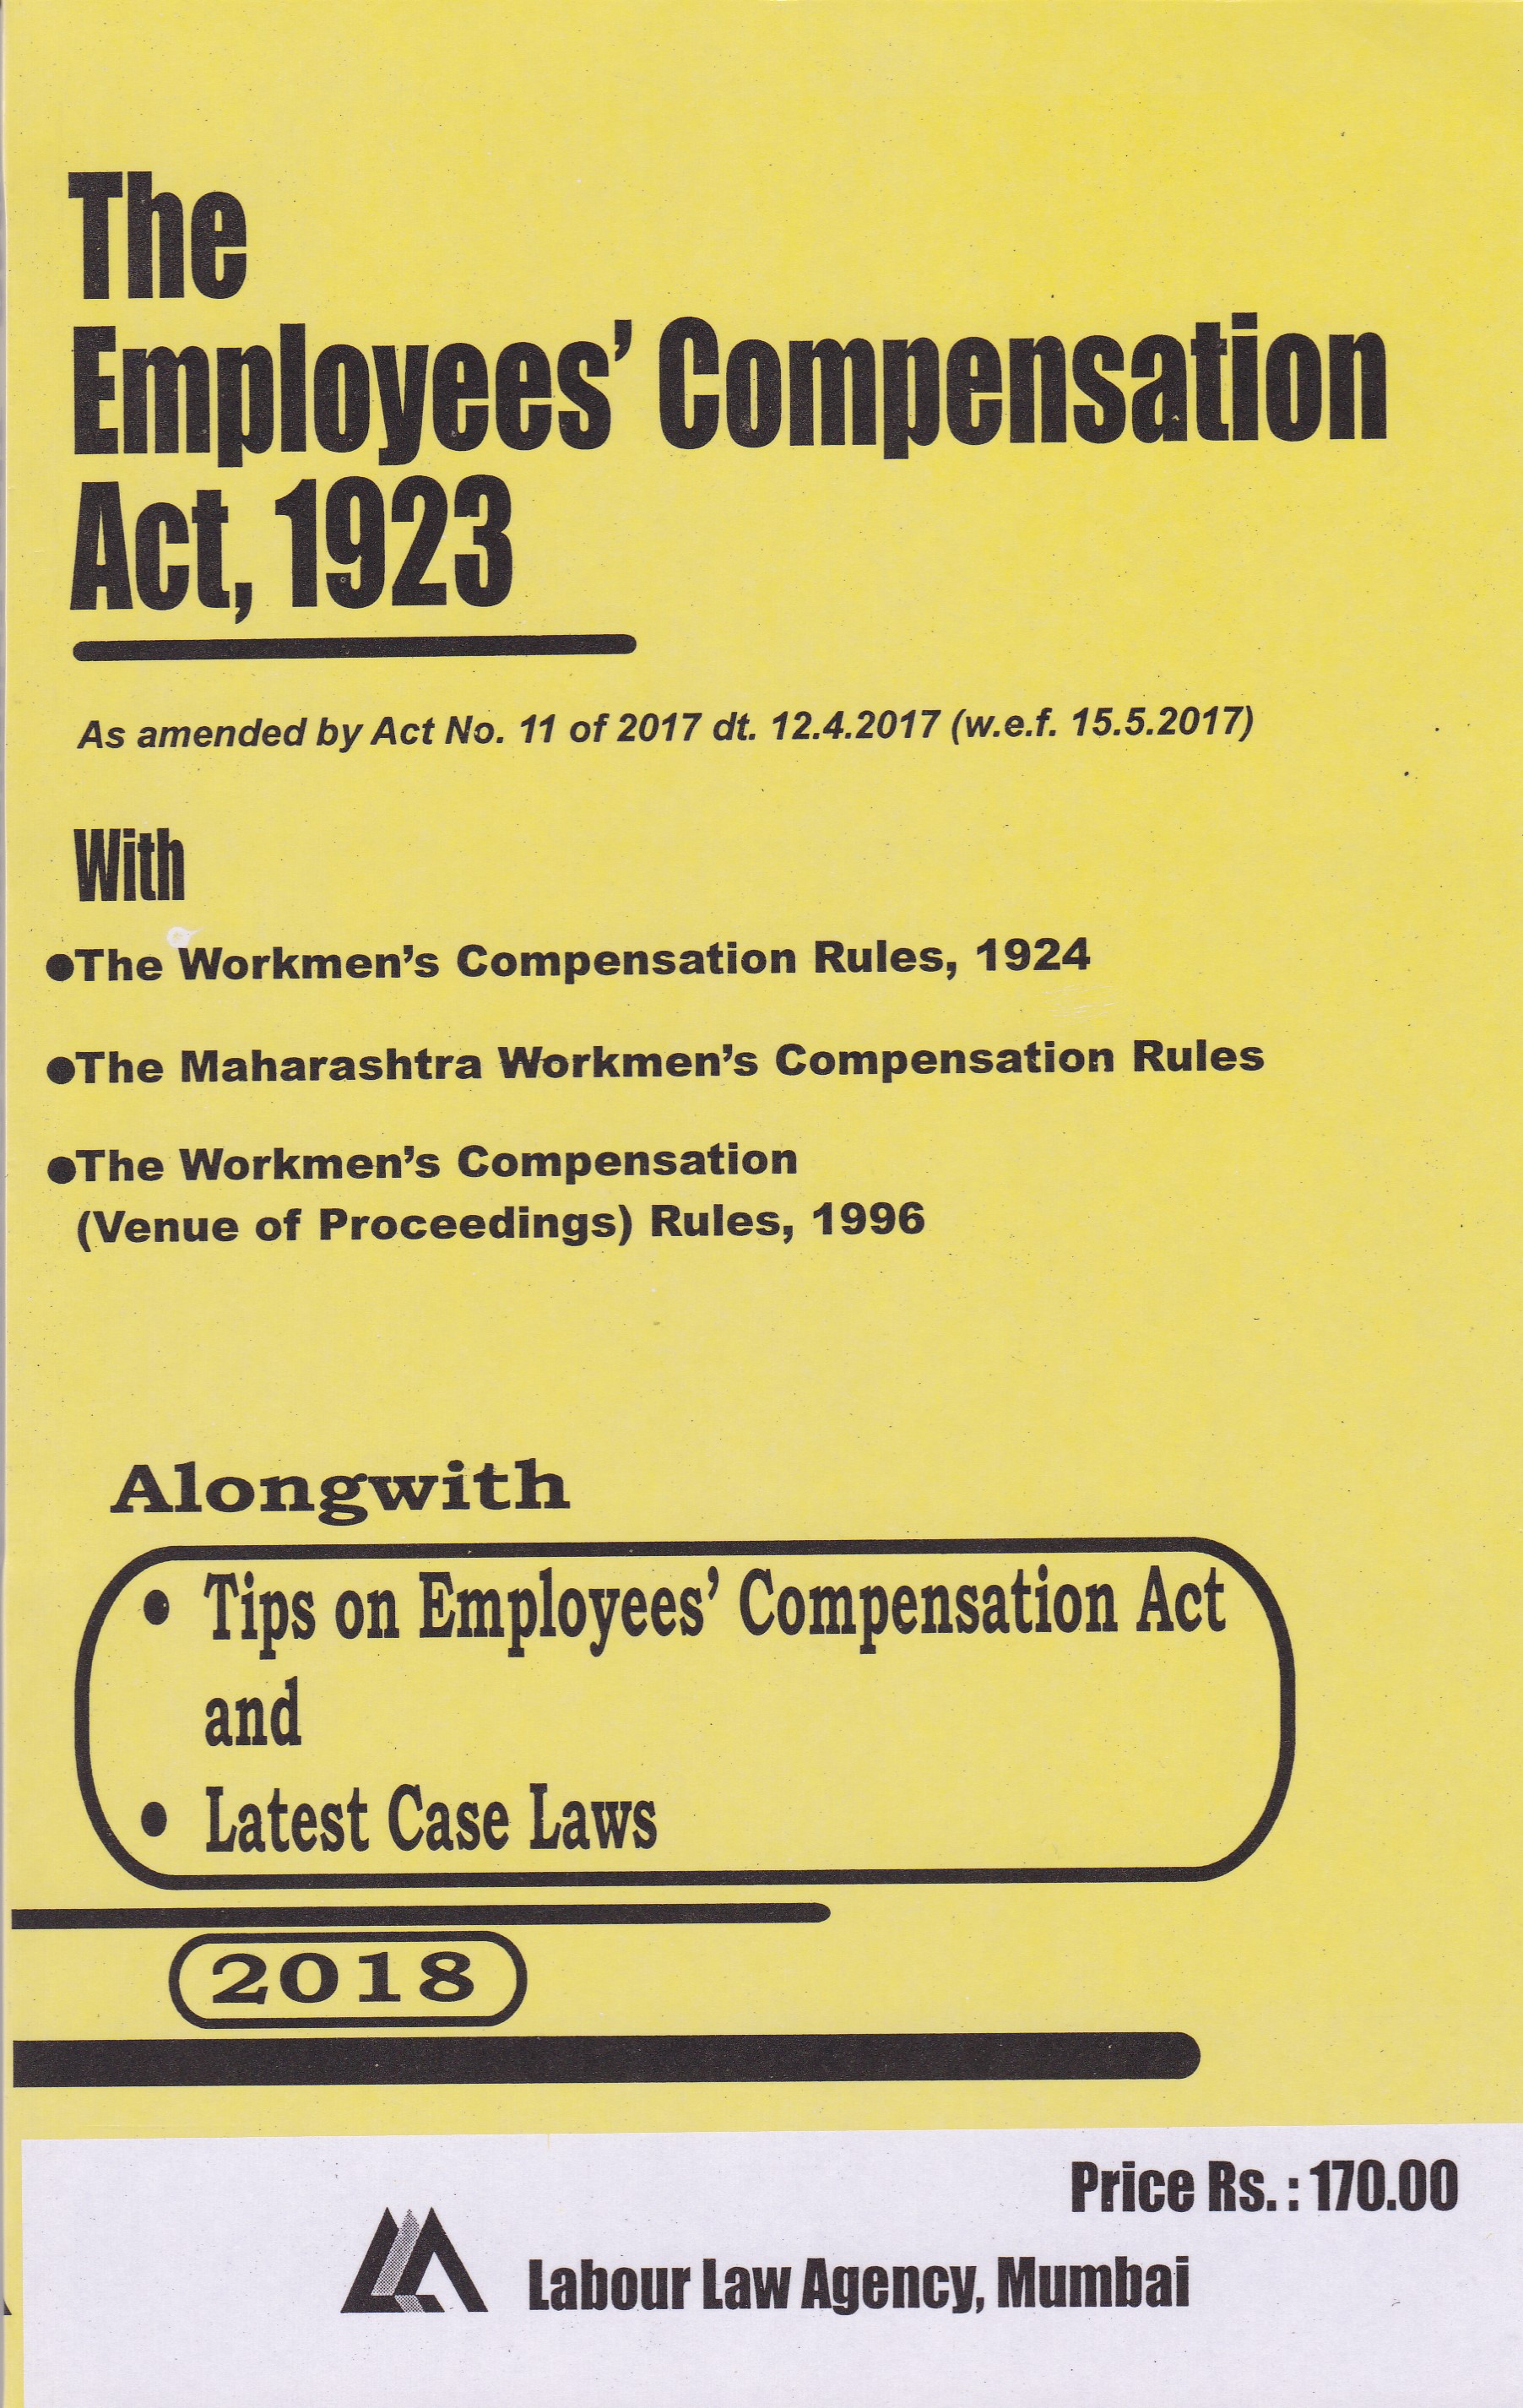 The
Employees' Compensation
Act, 1923
As amended by Act No. 11 of 2017 dt. 12.4.2017 (w.e.f. 15.5.2017)
With
●The Workmen's Compensation Rules, 1924
●The Maharashtra Workmen's Compensation Rules
●The Workmen's Compensation
(Venue of Proceedings) Rules, 1996
Alongwith
• Tips on Employees' Compensation Act
and
• Latest Case Laws
2018
Price Rs. : 170.00
Labour Law Agency, Mumbai